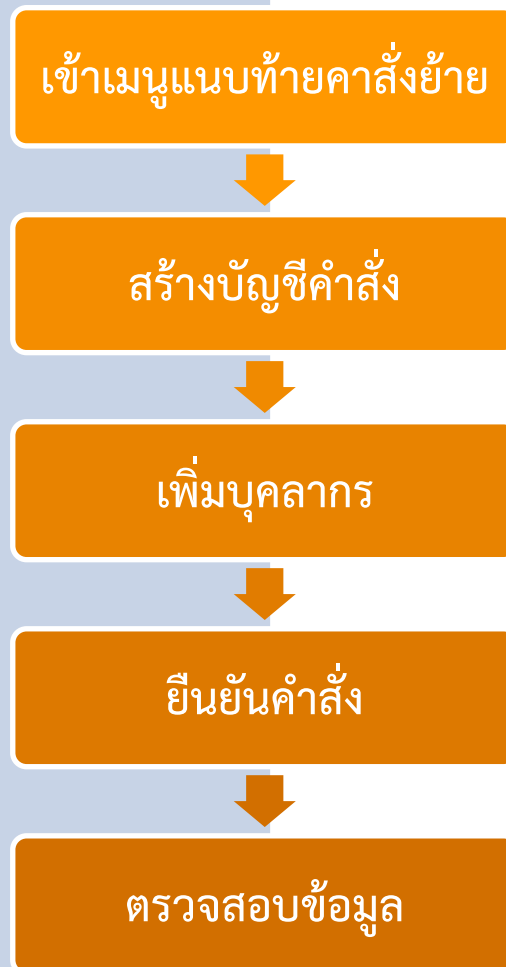 เข้าเมนูแนบท้ายคาสั่งย้าย
สร้างบัญชีคำสั่ง
เพิ่มบุคลากร
ยืนยันคำสั่ง
ตรวจสอบข้อมูล